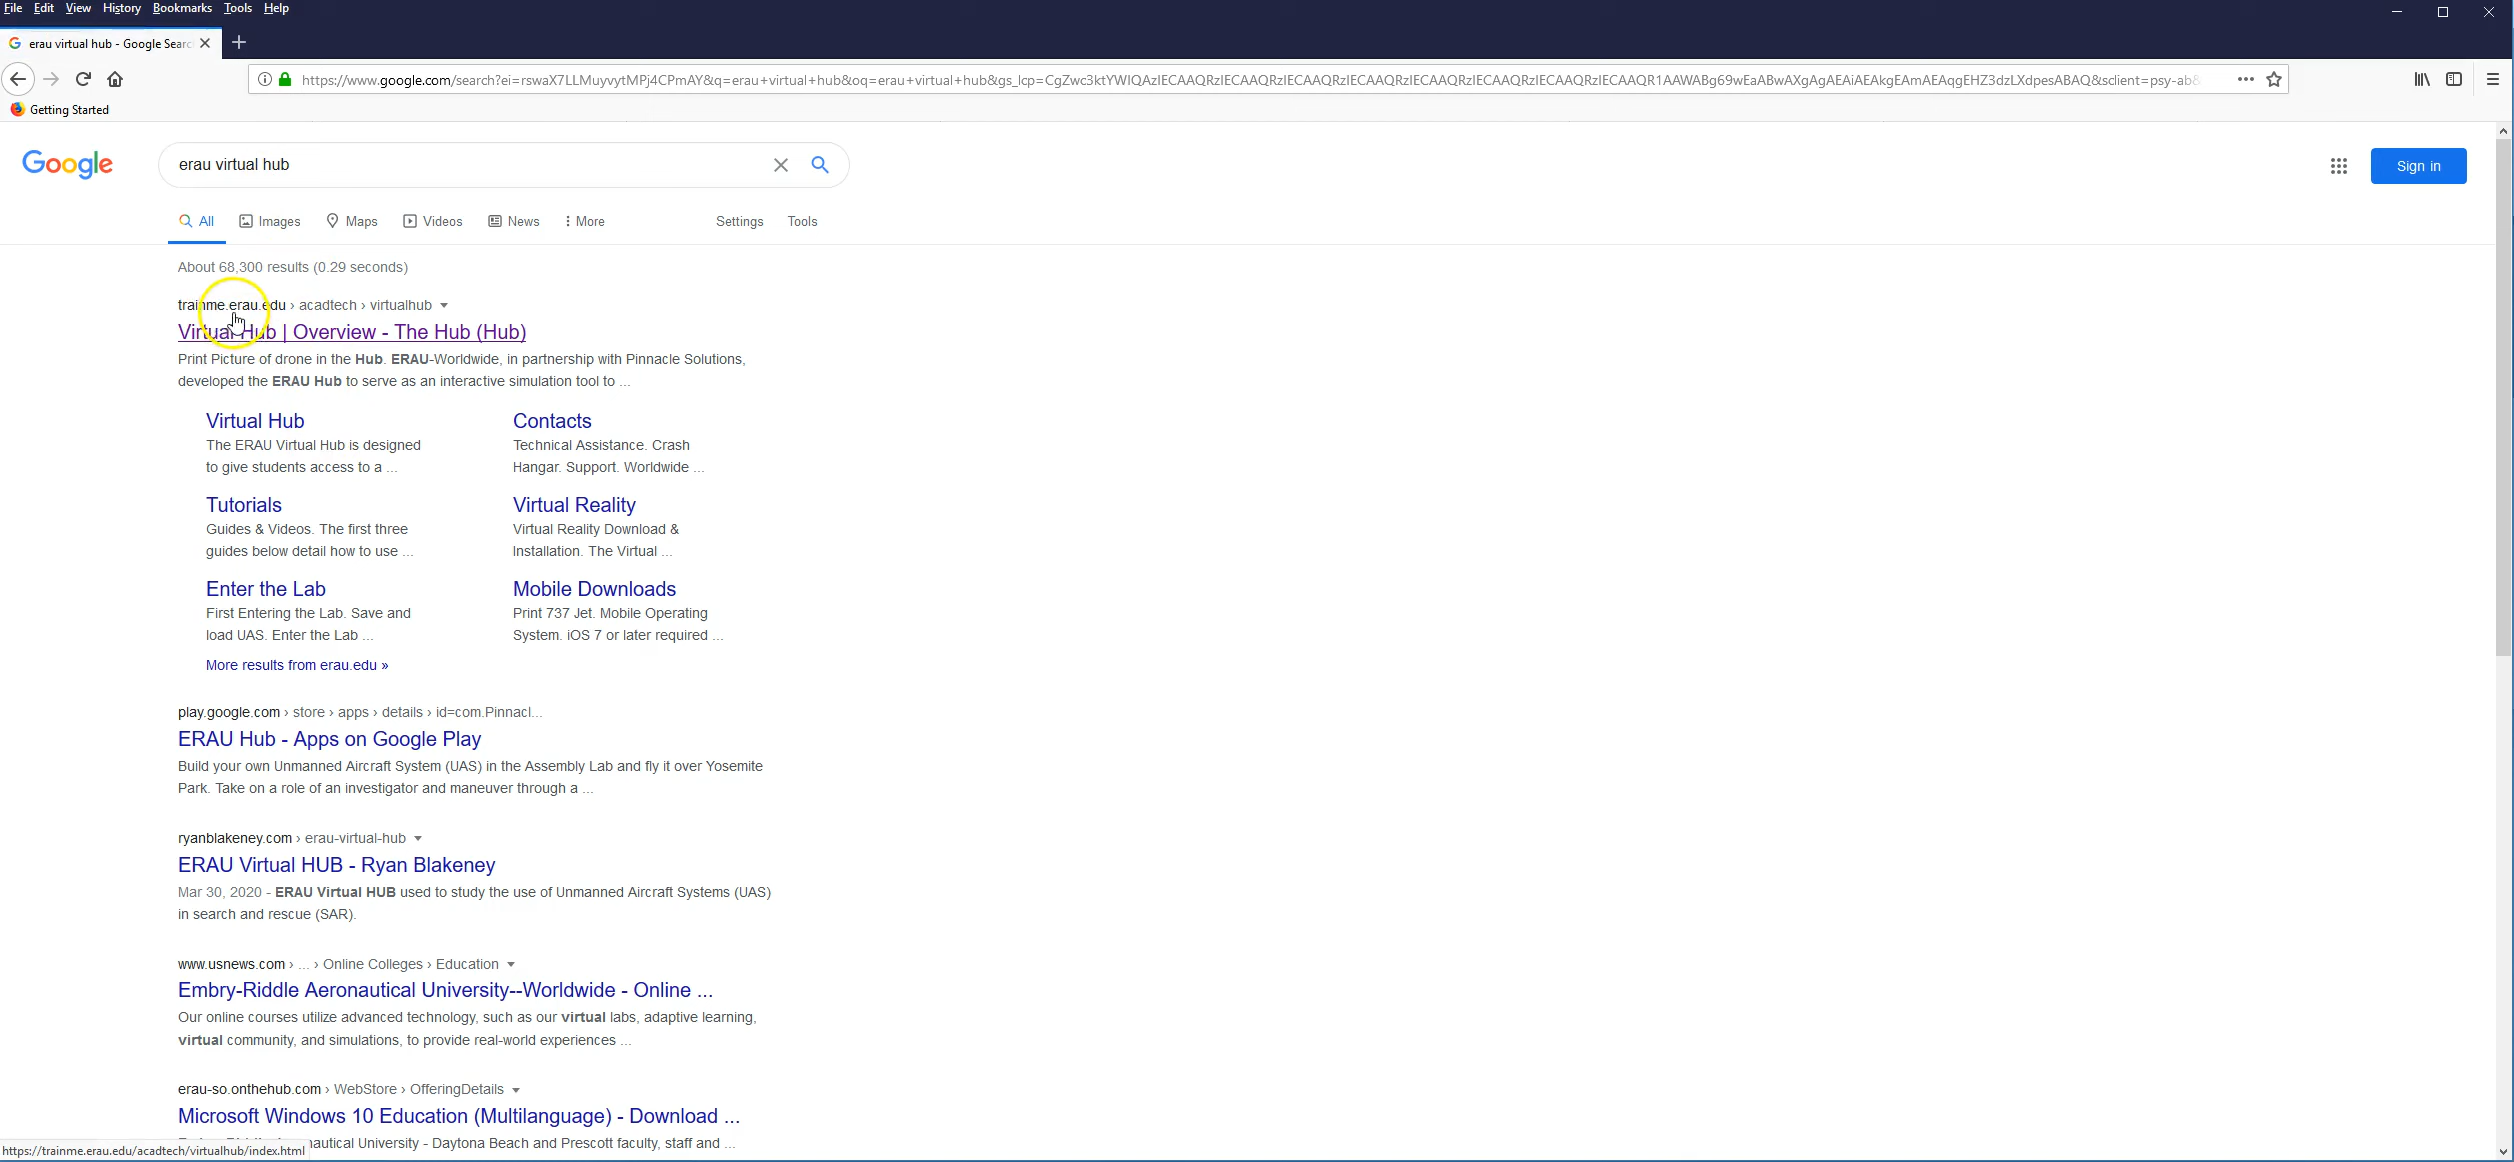 File Edit View History Bookmarks Tools Help
erau virtual hub - Google Searc
https://www.google.com/search?ei=rswaX7LLMuyvytMPj4CPmAY&q=erau+virtual+hub&oq=erau+virtual+hub&gs_lcp=CgZwc3ktYWIQAzIECAAQRzIECAAQRzIECAAQRzIECAAQRzIECAAQRzIECAAQRzIECAAQRzIECAAQR1AAWABg69wEaABwAXgAgAEAiAEAkgEAmAEAqgEHZ3dzLXdpesABAQ&sclient=psy-ab&
Getting Started
Google
erau virtual hub
Sign in
All Images Maps Videos News More Settings Tools
About 68,300 results (0.29 seconds)
trainme.erau.edu › acadtech › virtualhub
Virtual Hub | Overview - The Hub (Hub)
Print Picture of drone in the Hub. ERAU-Worldwide, in partnership with Pinnacle Solutions,
developed the ERAU Hub to serve as an interactive simulation tool to ...
Virtual Hub
The ERAU Virtual Hub is designed
to give students access to a ...
Contacts
Technical Assistance. Crash
Hangar. Support. Worldwide ...
Tutorials
Guides & Videos. The first three
guides below detail how to use ...
Virtual Reality
Virtual Reality Download &
Installation. The Virtual ...
Enter the Lab
First Entering the Lab. Save and
load UAS. Enter the Lab ...
Mobile Downloads
Print 737 Jet. Mobile Operating
System. iOS 7 or later required ...
More results from erau.edu »
play.google.com › store › apps › details › id=com.Pinnacl...
ERAU Hub - Apps on Google Play
Build your own Unmanned Aircraft System (UAS) in the Assembly Lab and fly it over Yosemite
Park. Take on a role of an investigator and maneuver through a ...
ryanblakeney.com › erau-virtual-hub
ERAU Virtual HUB - Ryan Blakeney
Mar 30, 2020 - ERAU Virtual HUB used to study the use of Unmanned Aircraft Systems (UAS)
in search and rescue (SAR).
www.usnews.com › ... › Online Colleges › Education
Embry-Riddle Aeronautical University--Worldwide - Online ...
Our online courses utilize advanced technology, such as our virtual labs, adaptive learning,
virtual community, and simulations, to provide real-world experiences ...
erau-so.onthehub.com › WebStore › OfferingDetails
Microsoft Windows 10 Education (Multilanguage) - Download ...
nautical University - Daytona Beach and Prescott faculty, staff and ...
https://trainme.erau.edu/acadtech/virtualhub/index.html